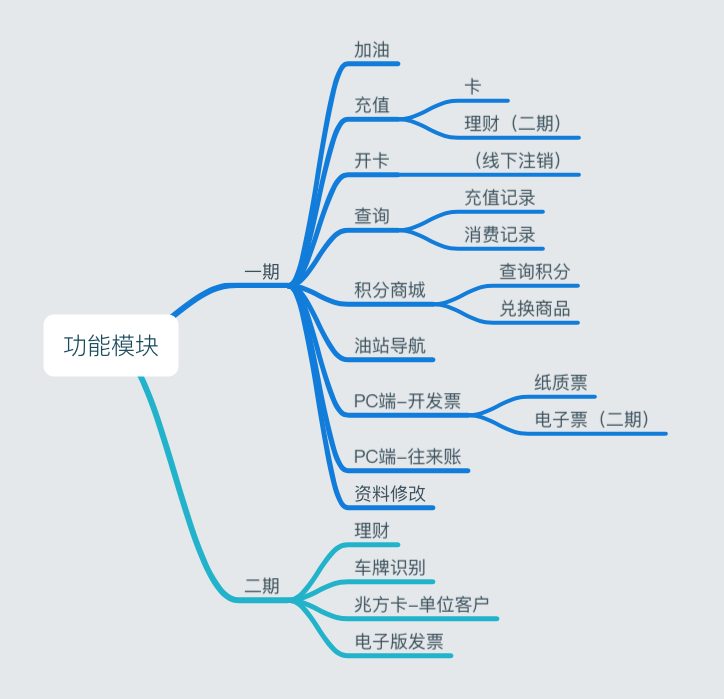 功能模块
一期
加油
充值
卡
理财（二期）
开卡
（线下注销）
查询
充值记录
消费记录
积分商城
查询积分
兑换商品
油站导航
PC端-开发票
纸质票
电子票（二期）
PC端-往来账
资料修改
二期
理财
车牌识别
兆方卡-单位客户
电子版发票